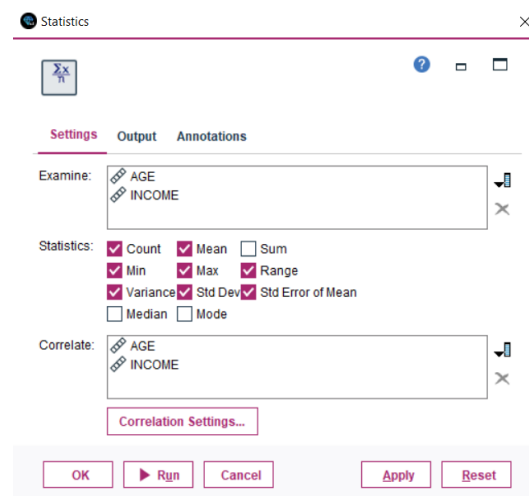 Statistics
Σx
n
Settings Output Annotations
Examine: AGE
INCOME
Statistics: Count Mean Sum
Min Max Range
Variance Std Dev Std Error of Mean
Median Mode
Correlate: AGE
INCOME
Correlation Settings...
OK Run Cancel Apply Reset